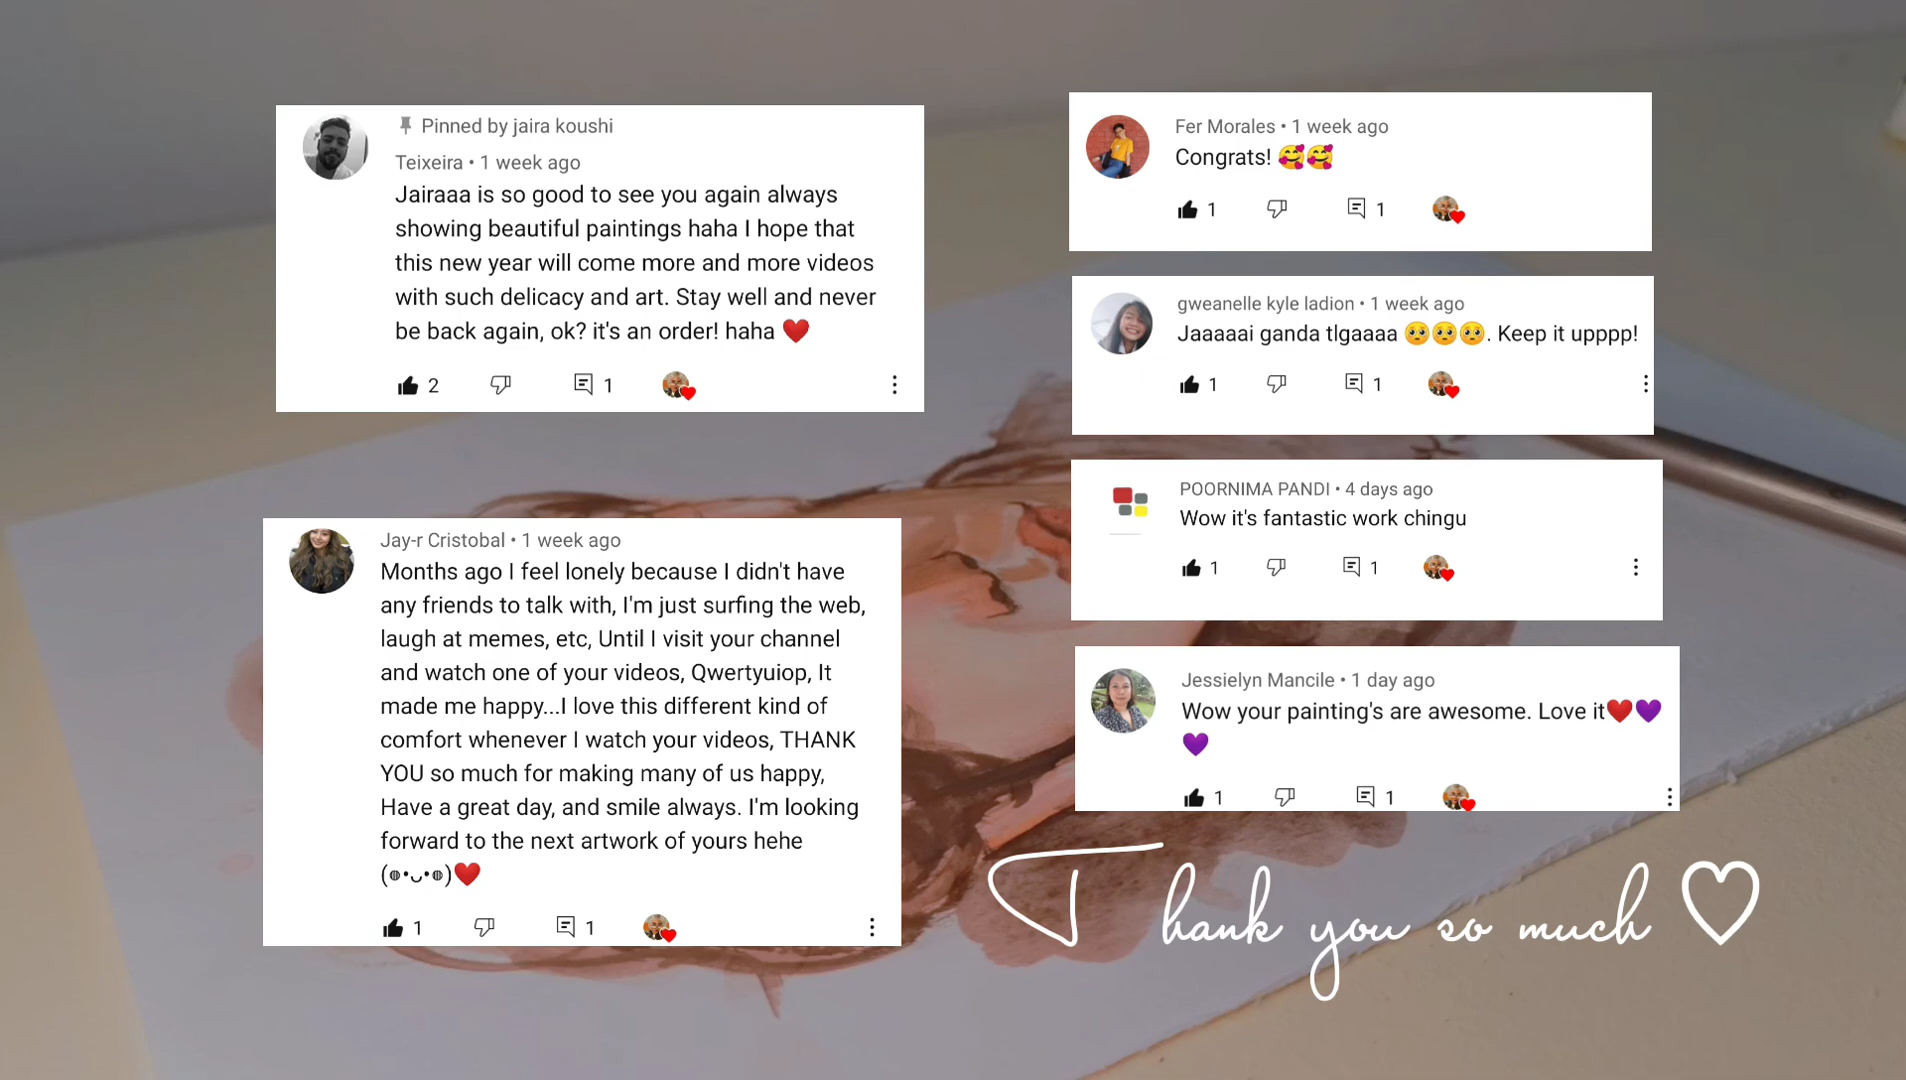 Pinned by jaira koushi
Teixeira • 1 week ago
Jairaaa is so good to see you again always
showing beautiful paintings haha I hope that
this new year will come more and more videos
with such delicacy and art. Stay well and never
be back again, ok? it's an order! haha ❤️
2
1
Jay-r Cristobal • 1 week ago
Months ago I feel lonely because I didn't have
any friends to talk with, I'm just surfing the web,
laugh at memes, etc, Until I visit your channel
and watch one of your videos, Qwertyuiop, It
made me happy...I love this different kind of
comfort whenever I watch your videos, THANK
YOU so much for making many of us happy,
Have a great day, and smile always. I'm looking
forward to the next artwork of yours hehe
(๑•ᴗ•๑)❤️
1
1
Fer Morales • 1 week ago
Congrats! 🥰🥰
1
1
gweanelle kyle ladion • 1 week ago
Jaaaaai ganda tlgaaaa 🥺🥺🥺. Keep it upppp!
1
1
POORNIMA PANDI • 4 days ago
Wow it's fantastic work chingu
1
1
Jessielyn Mancile • 1 day ago
Wow your painting's are awesome. Love it❤️💜
💜
1
1
Thank you so much ♡